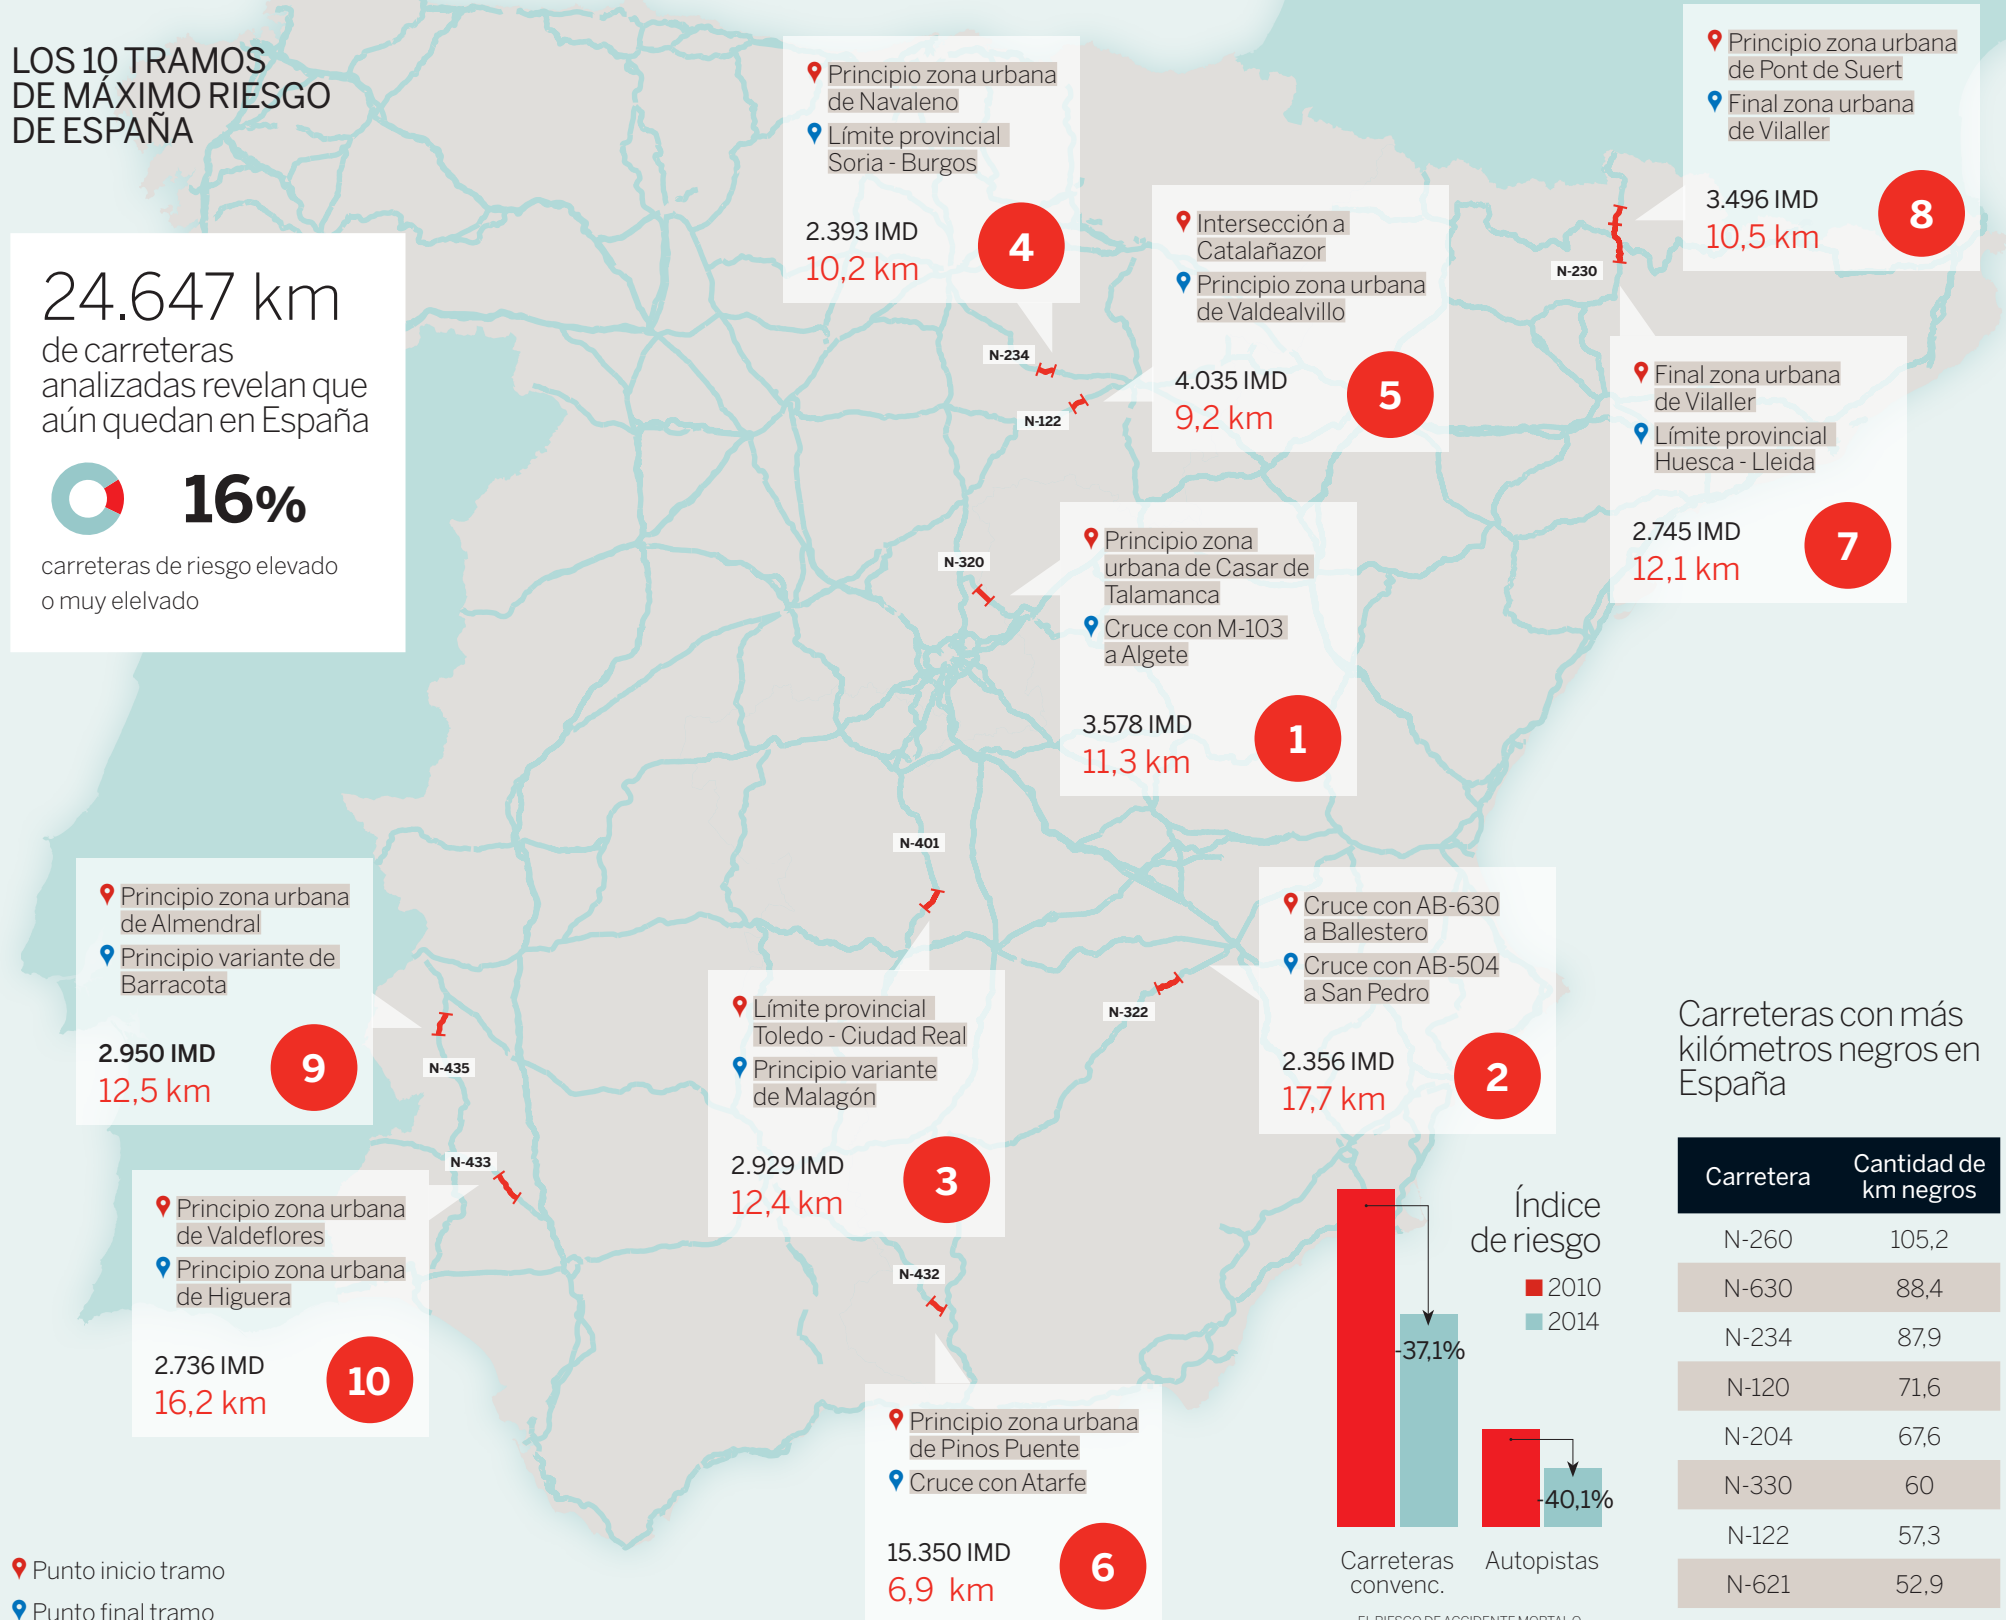 LOS 10 TRAMOS
DE MÁXIMO RIESGO
DE ESPAÑA
24.647 km
de carreteras
analizadas revelan que
aún quedan en España
16%
carreteras de riesgo elevado
o muy elelvado
Principio zona urbana
de Navaleno
Límite provincial
Soria - Burgos
2.393 IMD
10,2 km
4
N-234
Intersección a
Catalañazor
Principio zona urbana
de Valdealvillo
4.035 IMD
9,2 km
5
N-122
Principio zona urbana
de Pont de Suert
Final zona urbana
de Vilaller
3.496 IMD
10,5 km
8
N-230
Final zona urbana
de Vilaller
Límite provincial
Huesca - Lleida
2.745 IMD
12,1 km
7
N-320
Principio zona
urbana de Casar de
Talamanca
Cruce con M-103
a Algete
3.578 IMD
11,3 km
1
N-401
Principio zona urbana
de Almendral
Principio variante de
Barracota
2.950 IMD
12,5 km
9
N-435
Límite provincial
Toledo - Ciudad Real
Principio variante
de Malagón
2.929 IMD
12,4 km
3
Cruce con AB-630
a Ballestero
Cruce con AB-504
a San Pedro
2.356 IMD
17,7 km
2
N-322
N-433
Principio zona urbana
de Valdeflores
Principio zona urbana
de Higuera
2.736 IMD
16,2 km
10
N-432
Principio zona urbana
de Pinos Puente
Cruce con Atarfe
15.350 IMD
6,9 km
6
Punto inicio tramo
Punto final tramo
Índice
de riesgo
2010
2014
-37,1%
-40,1%
Carreteras
convenc.
Autopistas
EL RIESGO DE ACCIDENTE MORTAL O
Carreteras con más
kilómetros negros en
España
Carretera Cantidad de
km negros
N-260 105,2
N-630 88,4
N-234 87,9
N-120 71,6
N-204 67,6
N-330 60
N-122 57,3
N-621 52,9